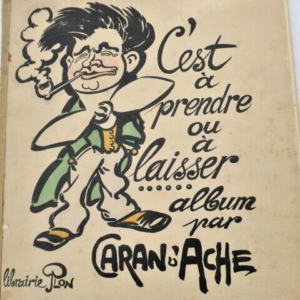 C'est
à
prendre
ou
à
laisser......
album
par
CARAN d'ACHE
librairie PLON